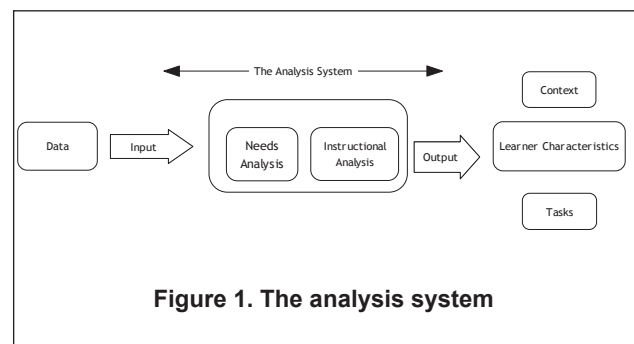 The Analysis System
Context
Data
Input
Needs
Analysis
Instructional
Analysis
Output
Learner Characteristics
Tasks
Figure 1. The analysis system